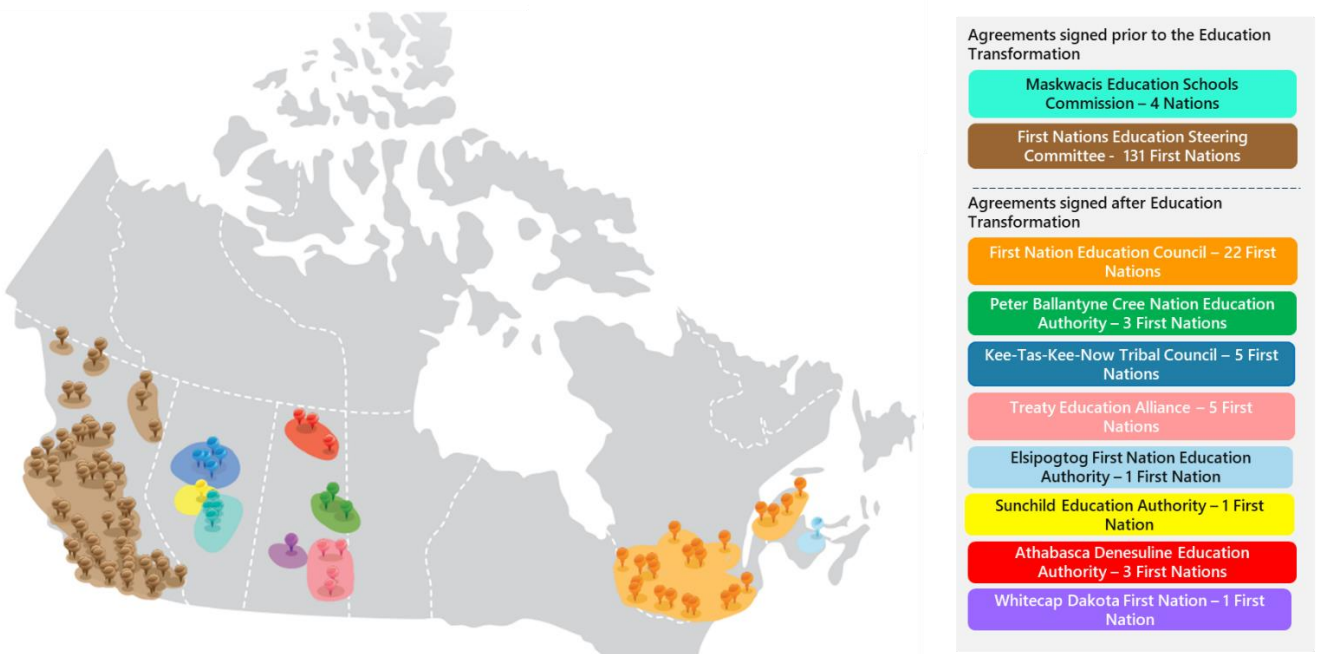 Agreements signed prior to the Education
Transformation
Maskwacis Education Schools
Commission – 4 Nations
First Nations Education Steering
Committee - 131 First Nations
Agreements signed after Education
Transformation
First Nation Education Council – 22 First
Nations
Peter Ballantyne Cree Nation Education
Authority – 3 First Nations
Kee-Tas-Kee-Now Tribal Council – 5 First
Nations
Treaty Education Alliance – 5 First
Nations
Elsipogtog First Nation Education
Authority – 1 First Nation
Sunchild Education Authority – 1 First
Nation
Athabasca Denesuline Education
Authority – 3 First Nations
Whitecap Dakota First Nation – 1 First
Nation